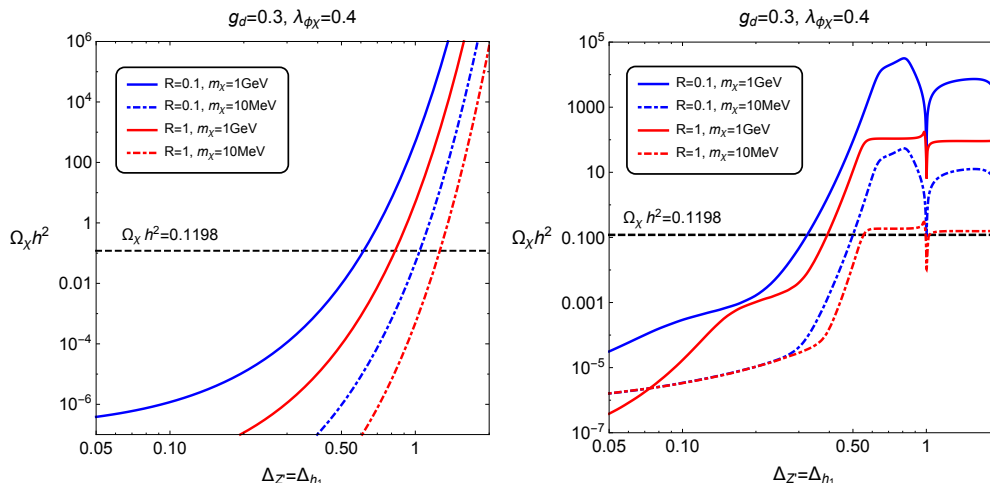 g_d=0.3, λ_ϕχ=0.4
10^6
10^4
100
1
0.01
10^-4
10^-6
Ω_χ h^2
R=0.1, m_χ=1GeV
R=0.1, m_χ=10MeV
R=1, m_χ=1GeV
R=1, m_χ=10MeV
Ω_χ h^2=0.1198
0.05 0.10 0.50 1
Δ_Z'=Δ_h_1
g_d=0.3, λ_ϕχ=0.4
10^5
1000
10
0.100
0.001
10^-5
10^-7
Ω_χ h^2
R=0.1, m_χ=1GeV
R=0.1, m_χ=10MeV
R=1, m_χ=1GeV
R=1, m_χ=10MeV
Ω_χ h^2=0.1198
0.05 0.10 0.50 1
Δ_Z'=Δ_h_1